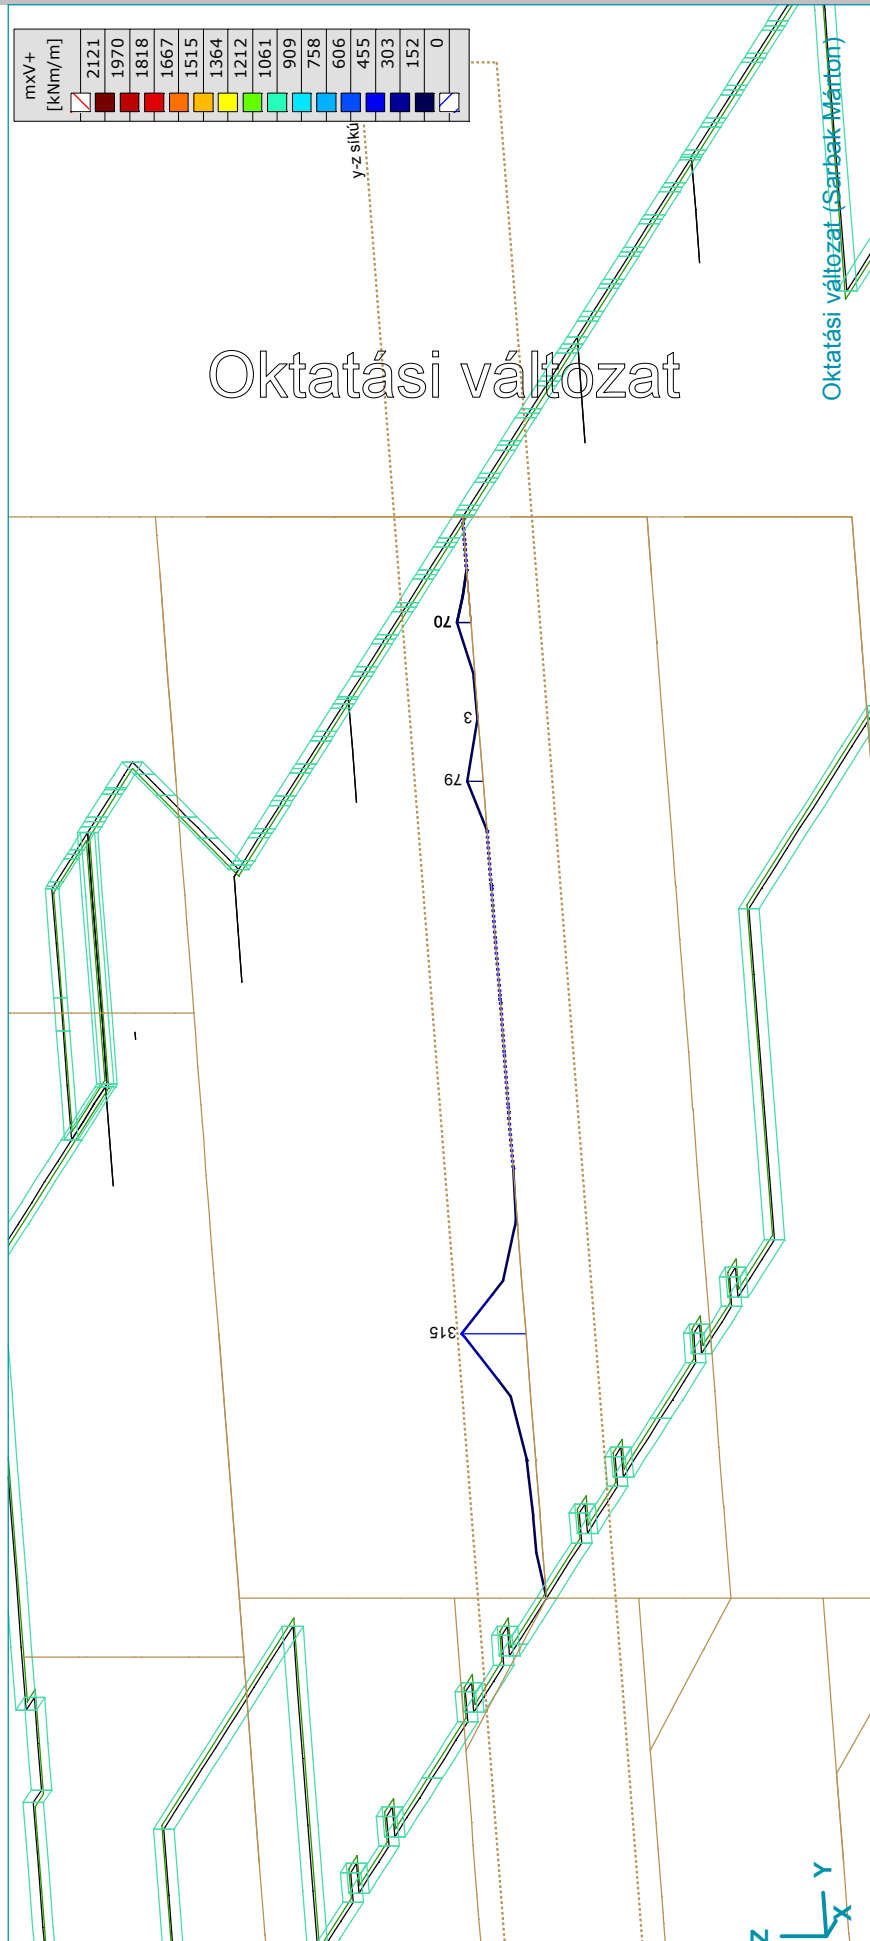 mxV+
[kNm/m]
2121
1970
1818
1667
1515
1364
1212
1061
909
758
606
455
303
152
0
y-z síkú
Oktatási változat (Sarbak Márton)
Oktatási változat
70
3
79
315
Z
Y
X